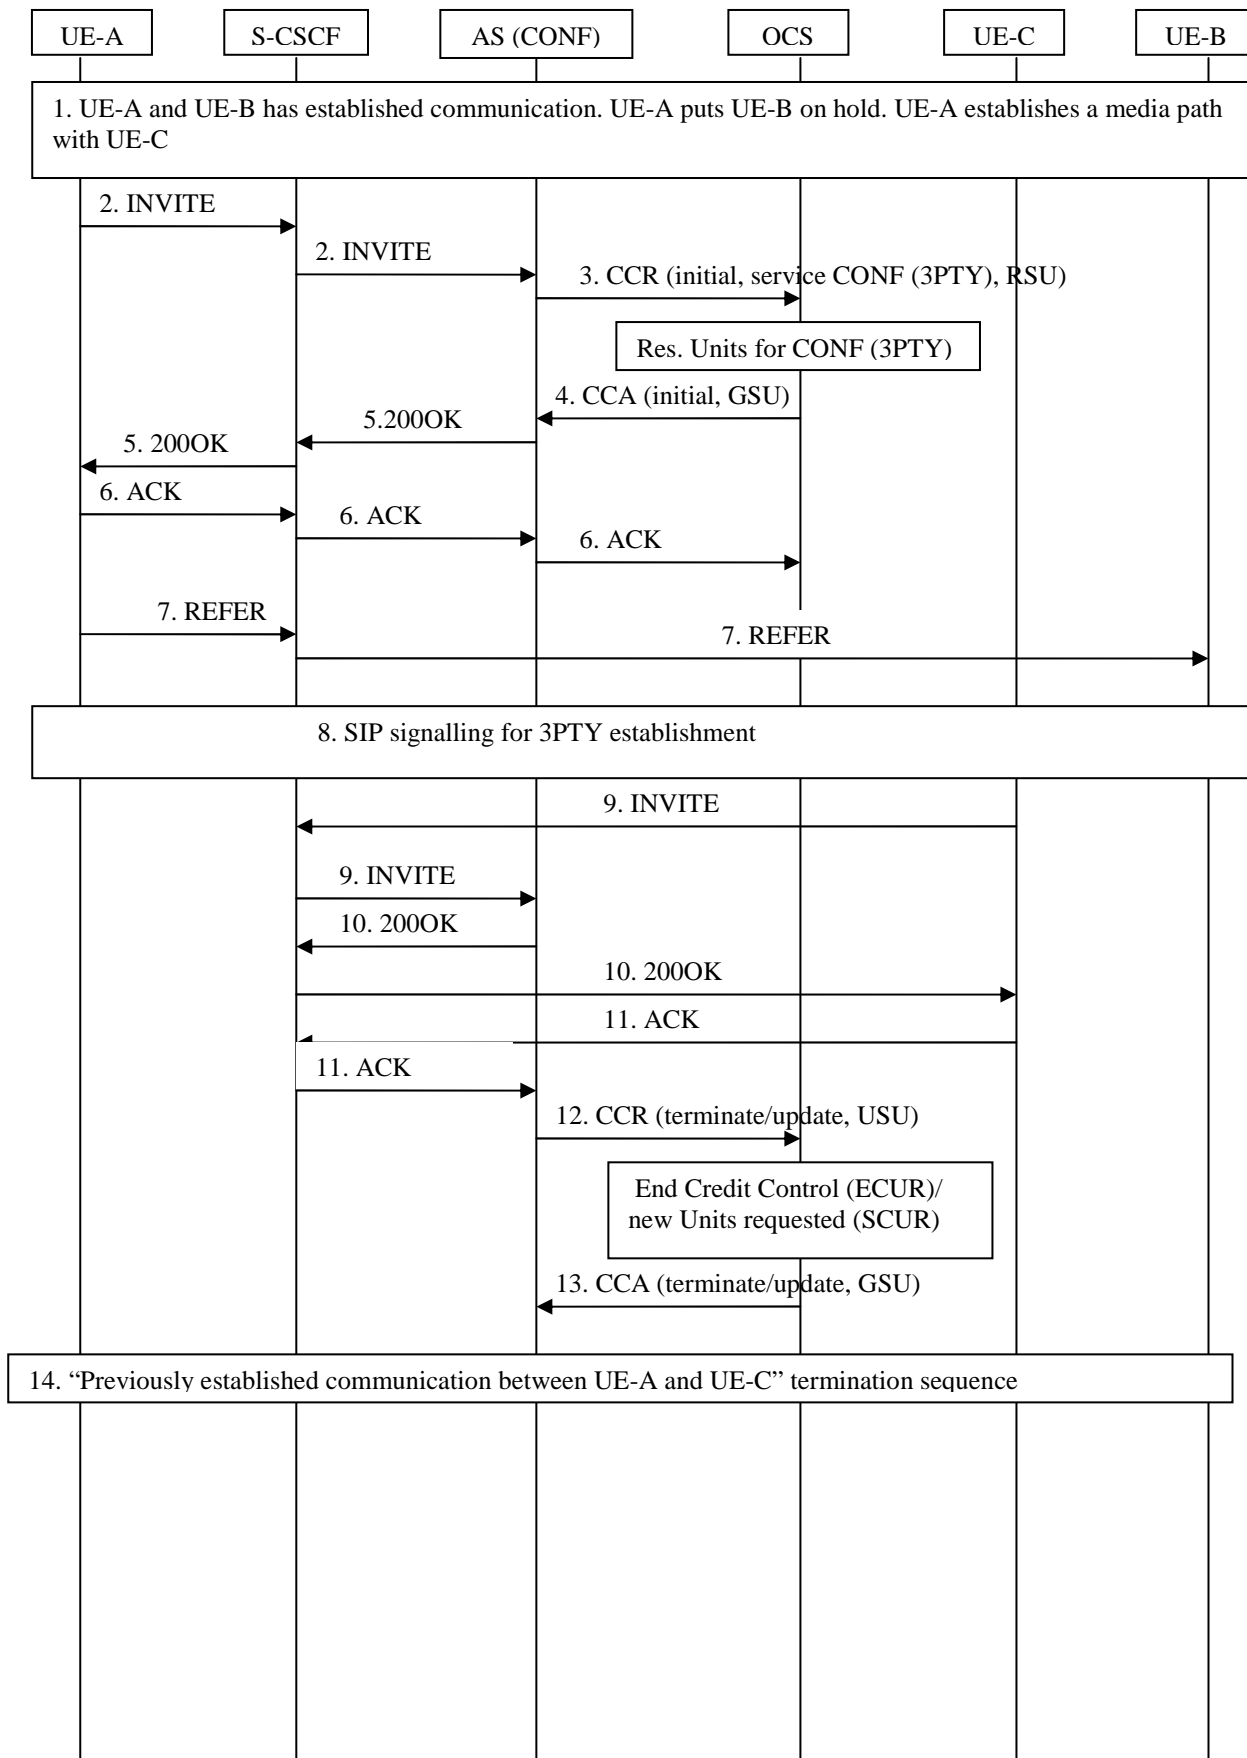 UE-A
S-CSCF
AS (CONF)
OCS
UE-C
UE-B
1. UE-A and UE-B has established communication. UE-A puts UE-B on hold. UE-A establishes a media path
with UE-C
2. INVITE
2. INVITE
3. CCR (initial, service CONF (3PTY), RSU)
Res. Units for CONF (3PTY)
4. CCA (initial, GSU)
5.200OK
5. 200OK
6. ACK
6. ACK
6. ACK
7. REFER
7. REFER
8. SIP signalling for 3PTY establishment
9. INVITE
9. INVITE
10. 200OK
10. 200OK
11. ACK
11. ACK
12. CCR (terminate/update, USU)
End Credit Control (ECUR)/
new Units requested (SCUR)
13. CCA (terminate/update, GSU)
14. “Previously established communication between UE-A and UE-C” termination sequence